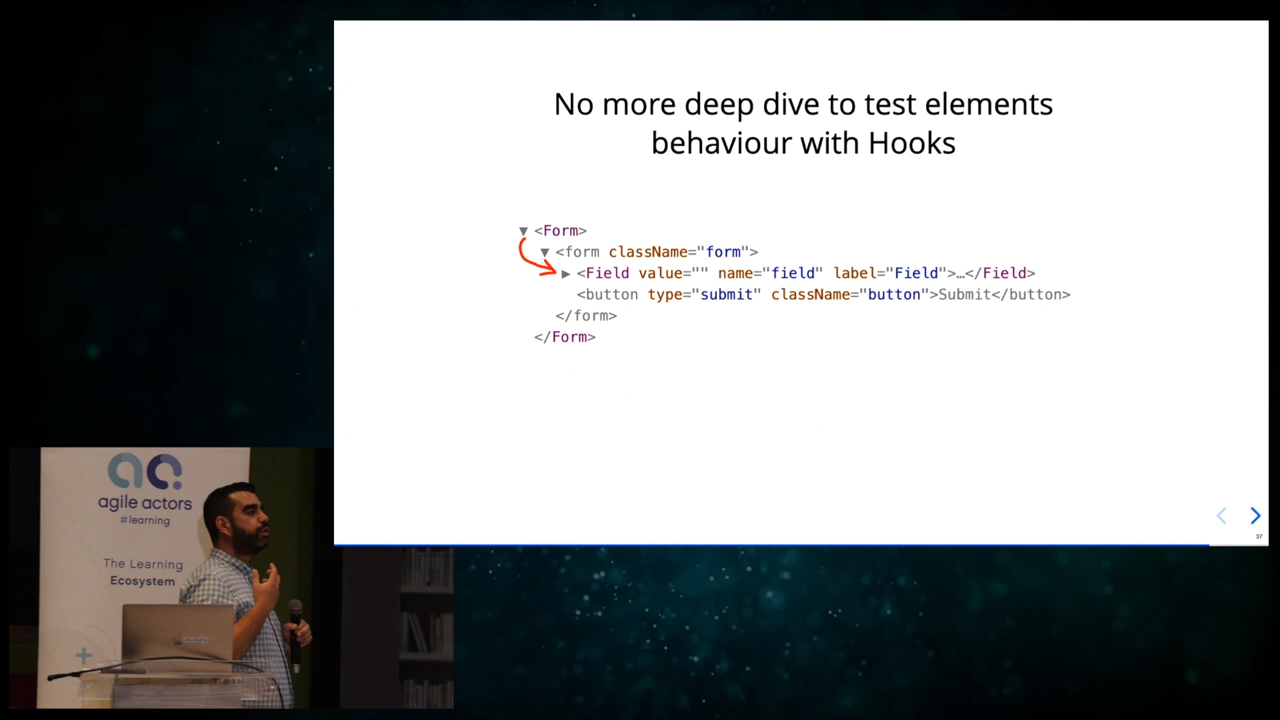 No more deep dive to test elements
behaviour with Hooks
▼ <Form>
▼ <form className="form">
▶ <Field value="" name="field" label="Field">…</Field>
<button type="submit" className="button">Submit</button>
</form>
</Form>
37
agile actors
#learning
The Learning
Ecosystem